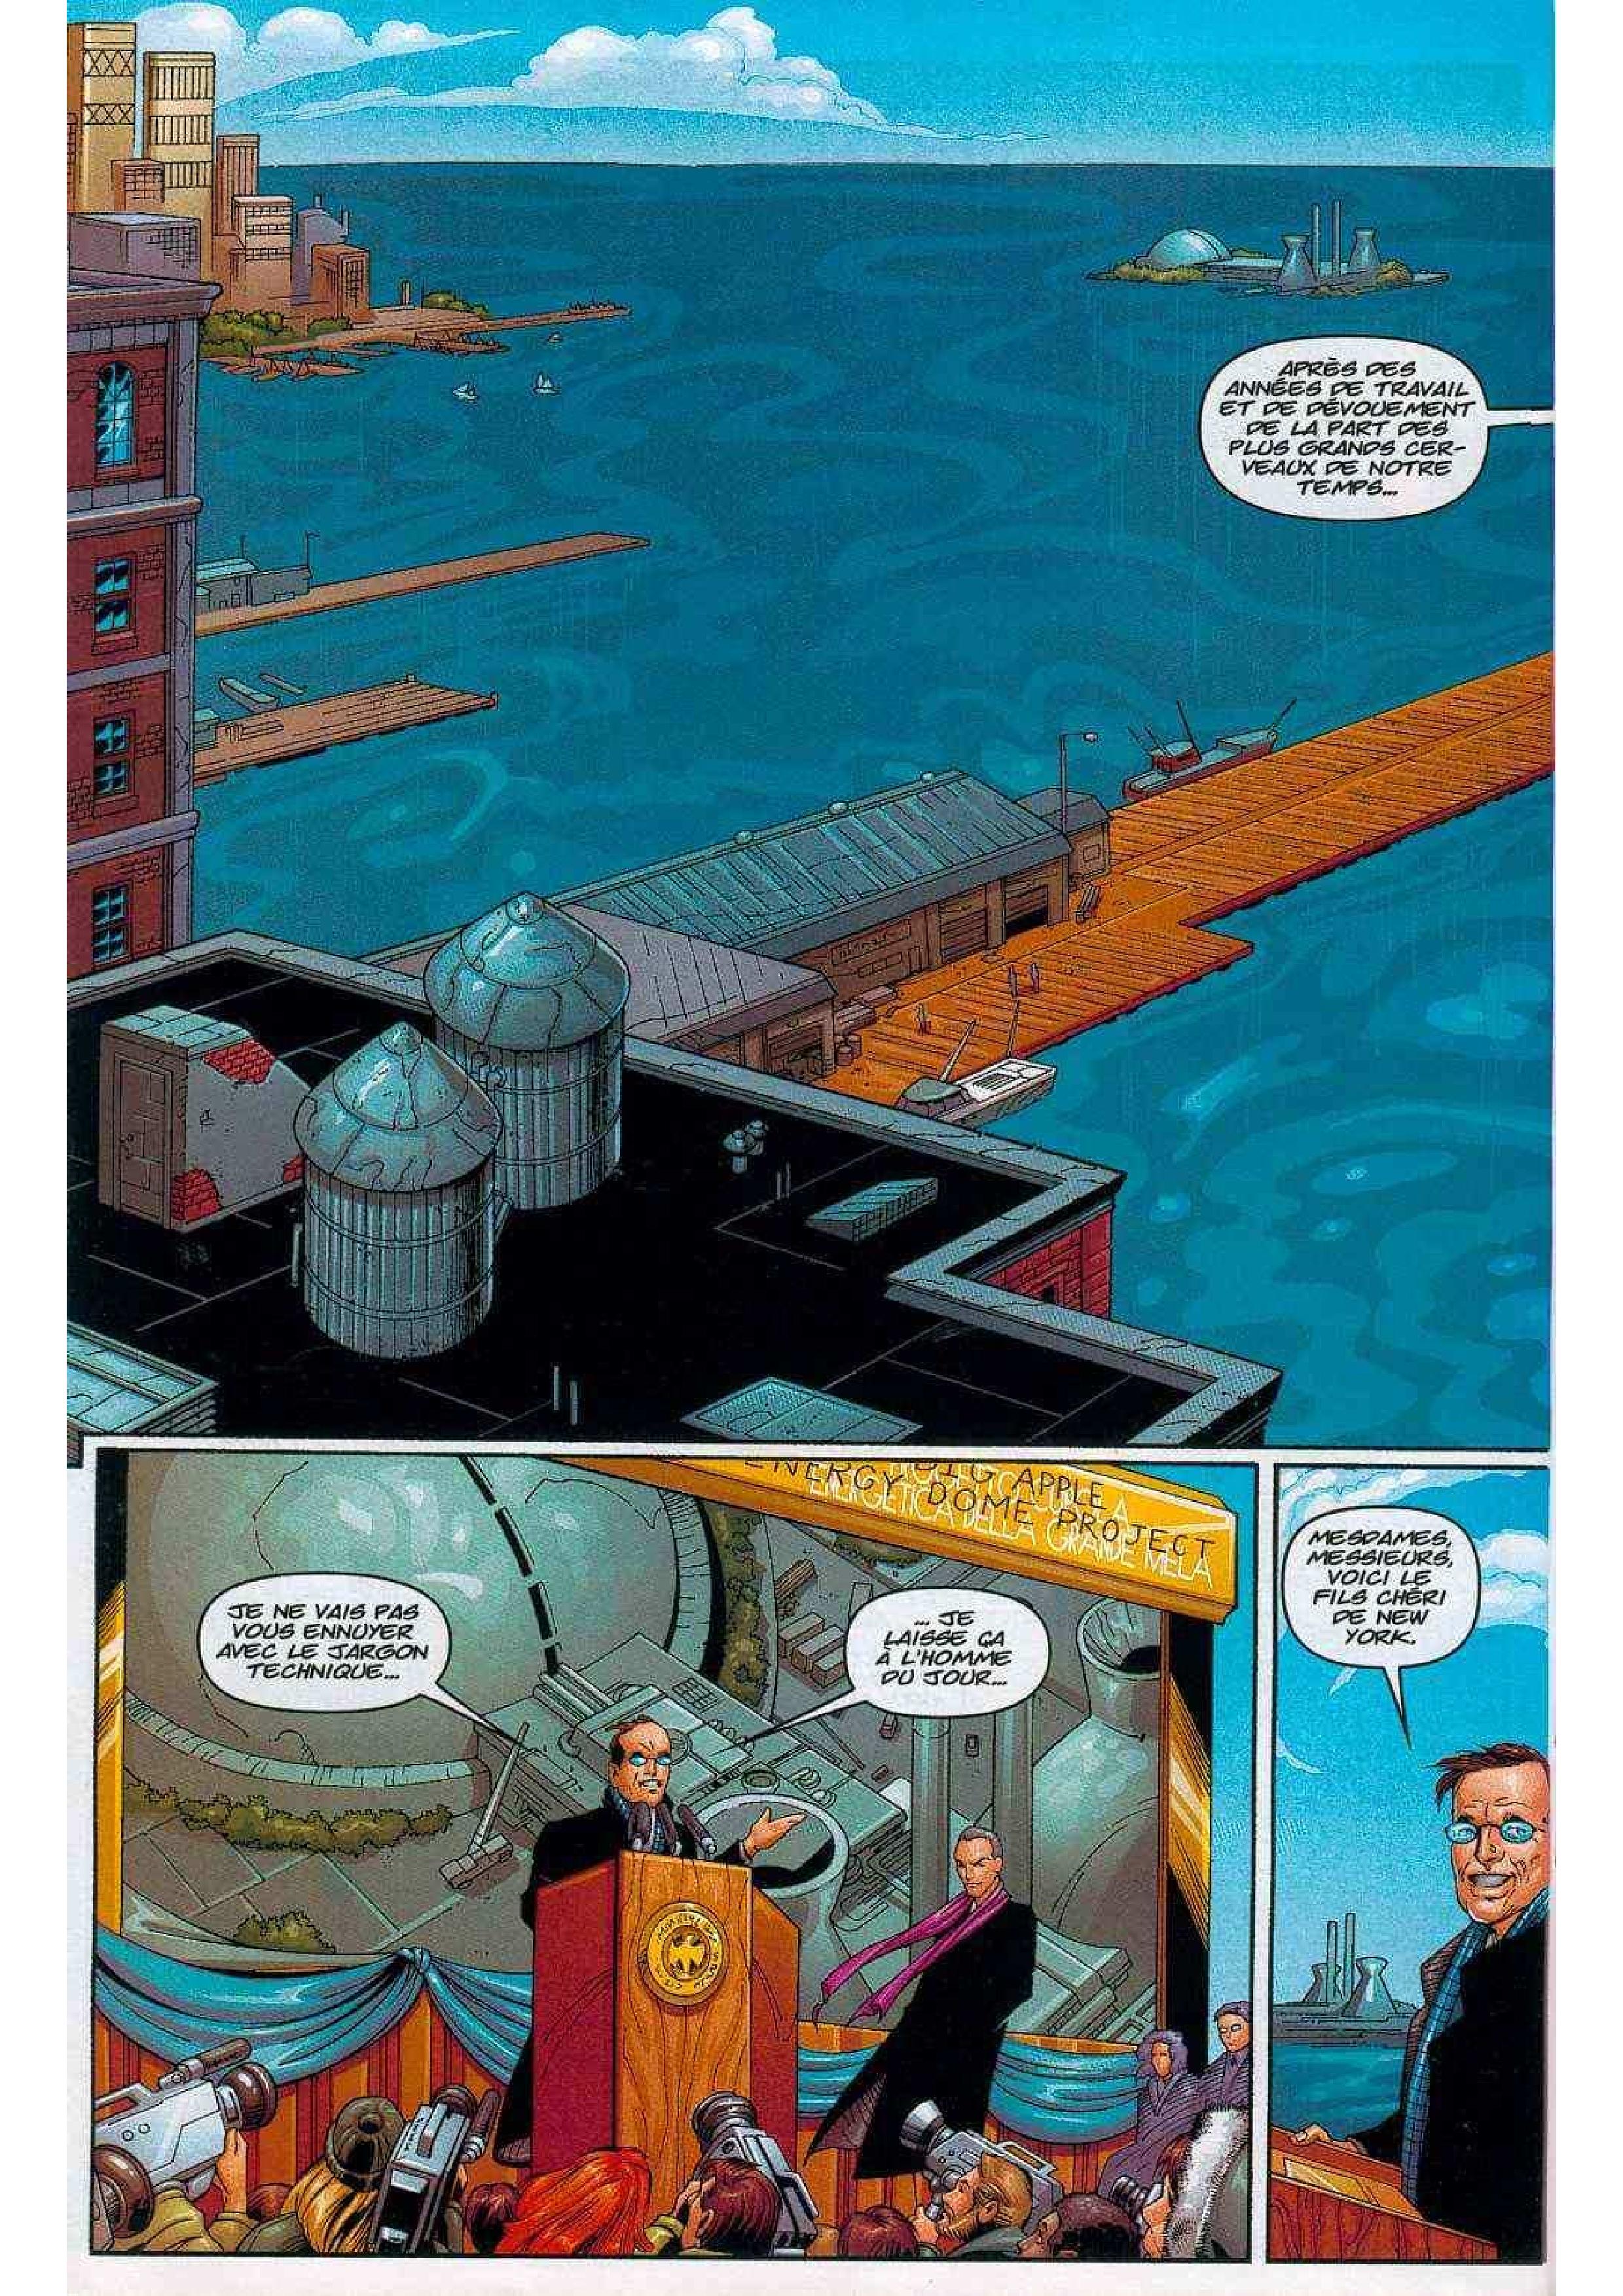 APRÈS DES
ANNÉES DE TRAVAIL
ET DE DÉVOUEMENT
DE LA PART DES
PLUS GRANDS CER-
VEAUX DE NOTRE
TEMPS...
BIG APPLE
ENERGY DOME PROJECT
ENERGETICA DELLA GRANDE MELA
JE NE VAIS PAS
VOUS ENNUYER
AVEC LE JARGON
TECHNIQUE...
... JE
LAISSE ÇA
À L'HOMME
DU JOUR...
MESDAMES,
MESSIEURS,
VOICI LE
FILS CHÉRI
DE NEW
YORK.